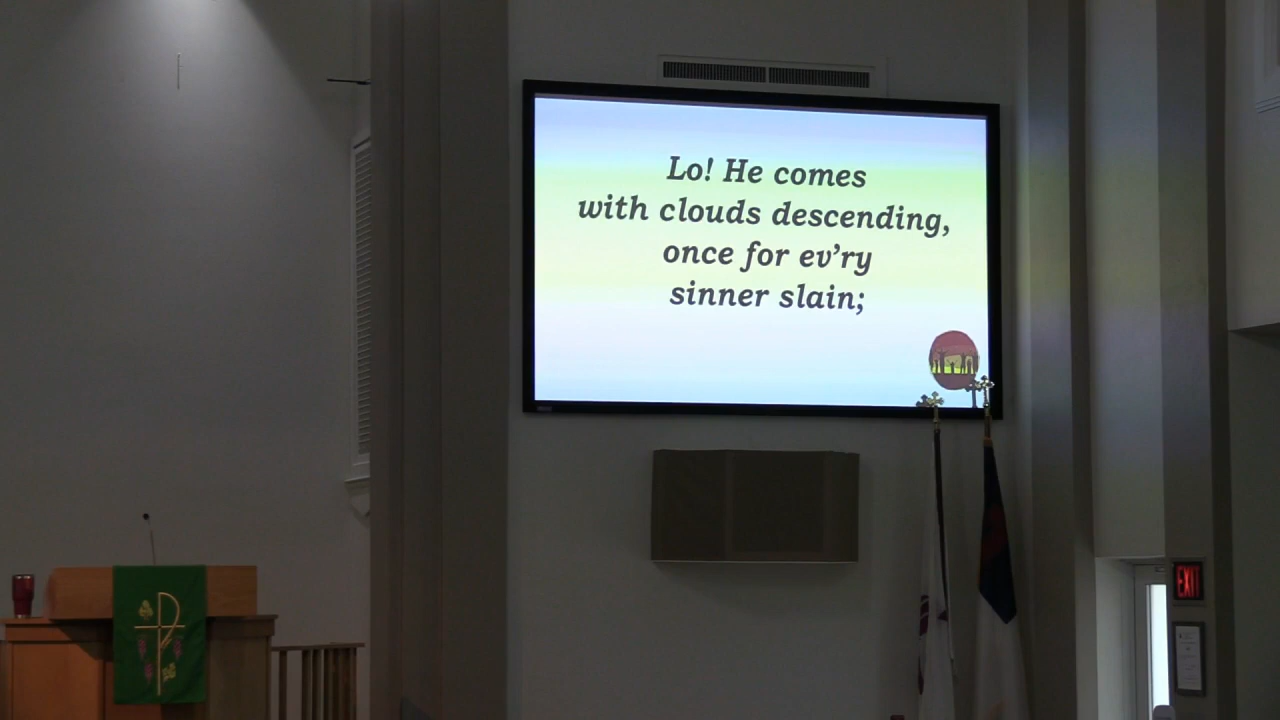 Lo! He comes
with clouds descending,
once for ev’ry
sinner slain;
EXIT